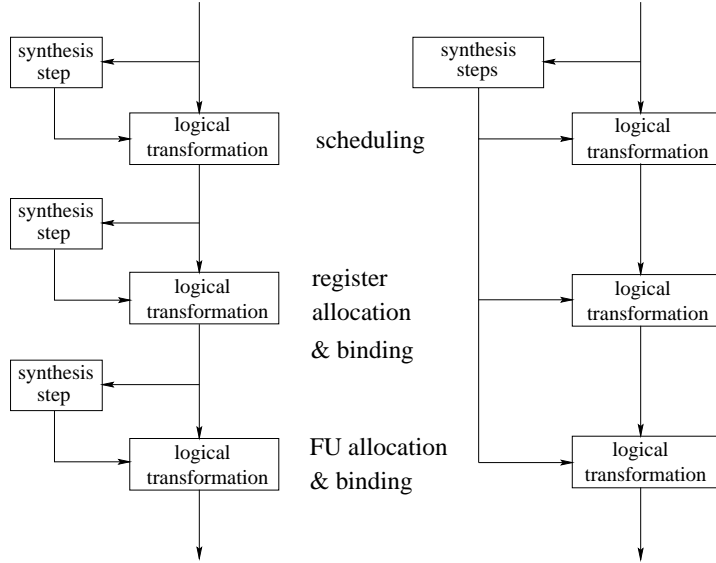 synthesis
step
synthesis
steps
logical
transformation
scheduling
logical
transformation
synthesis
step
logical
transformation
register
allocation
& binding
logical
transformation
synthesis
step
logical
transformation
FU allocation
& binding
logical
transformation